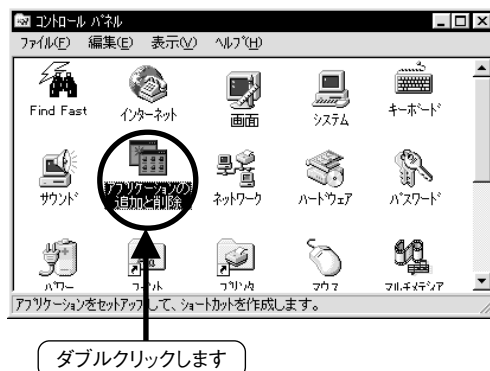 コントロール パネル
ファイル(F) 編集(E) 表示(V) ヘルプ(H)
Find Fast
インターネット
画面
システム
キーボード
サウンド
アプリケーションの
追加と削除
ネットワーク
ハードウェア
パスワード
パワー
フォント
プリンタ
マウス
マルチメディア
アプリケーションをセットアップして、ショートカットを作成します。
ダブルクリックします